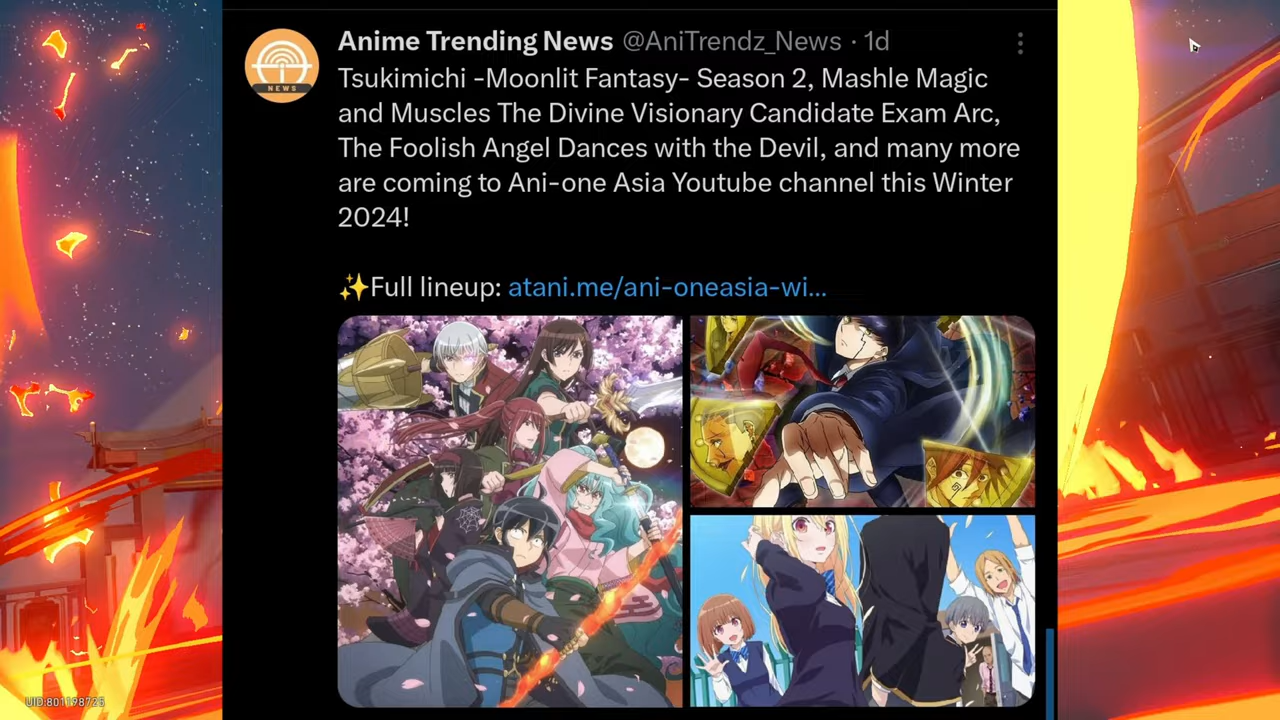 Anime Trending News @AniTrendz_News · 1d
Tsukimichi -Moonlit Fantasy- Season 2, Mashle Magic
and Muscles The Divine Visionary Candidate Exam Arc,
The Foolish Angel Dances with the Devil, and many more
are coming to Ani-one Asia Youtube channel this Winter
2024!
✨Full lineup: atani.me/ani-oneasia-wi...
NEWS
UID:801198725